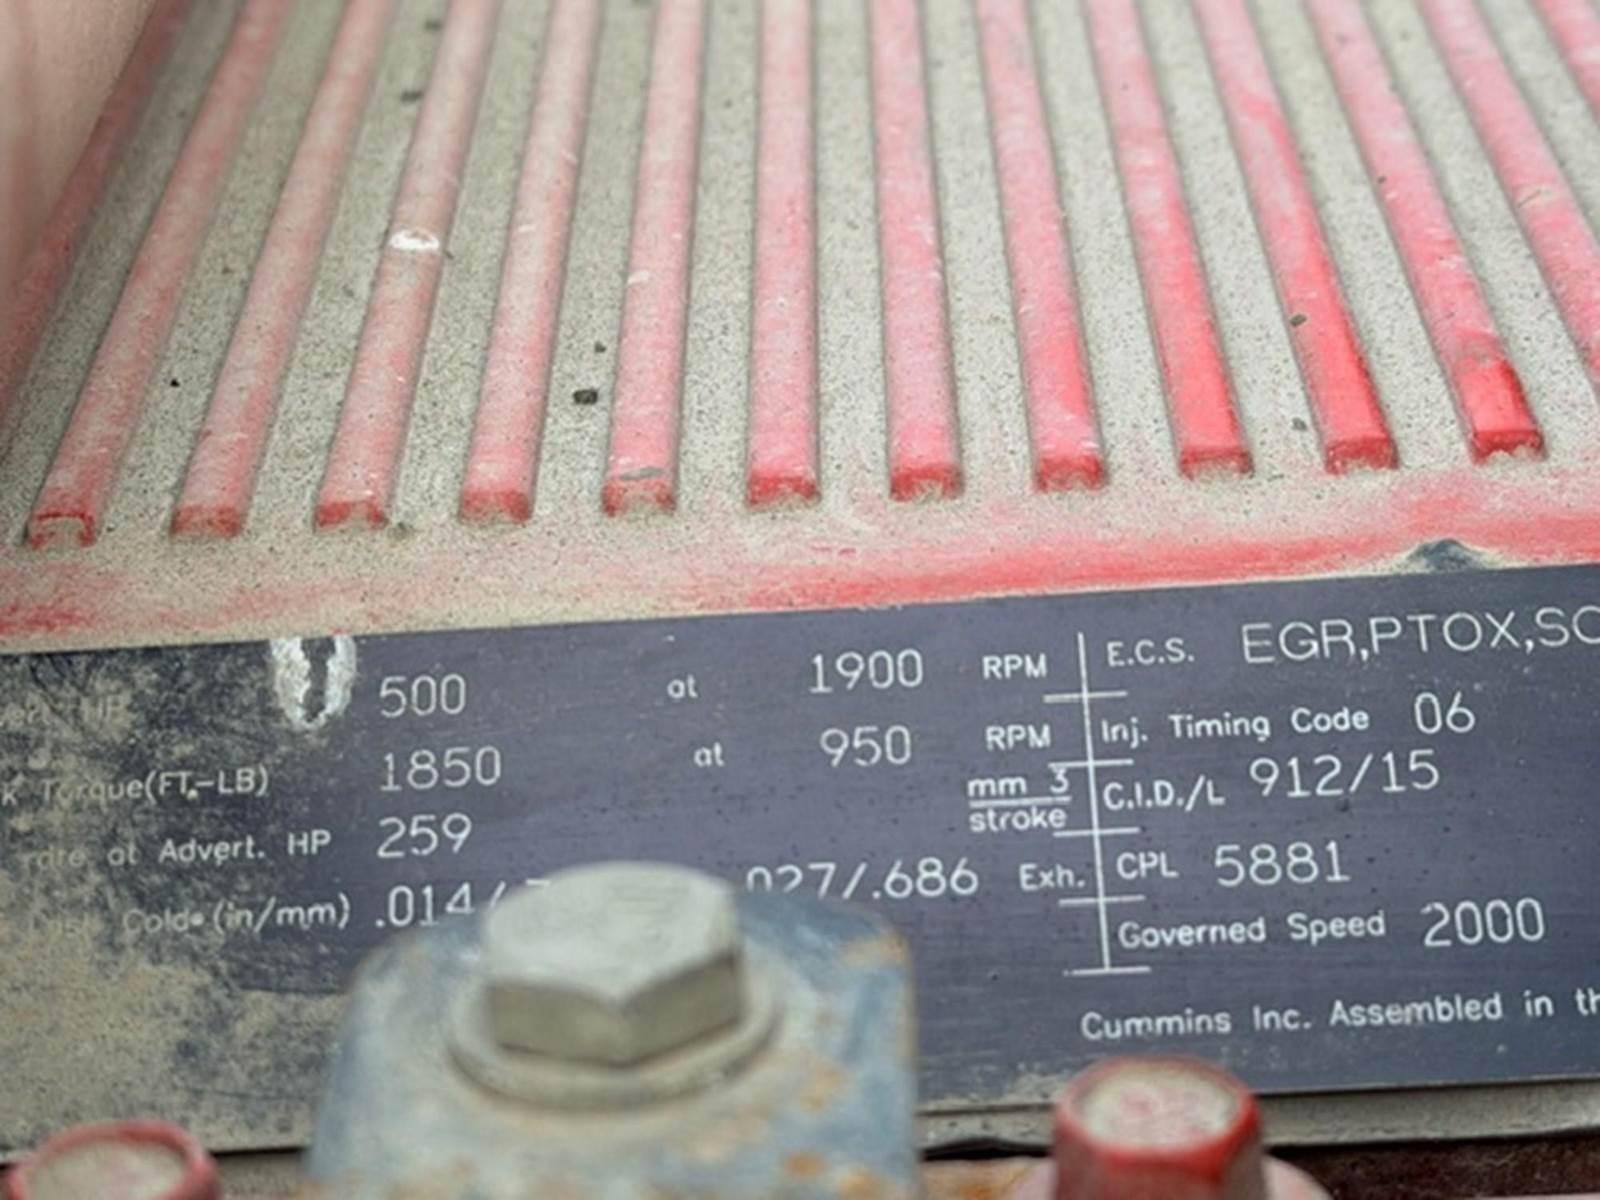 500 at 1900 RPM
Torque(FT.-LB) 1850 at 950 RPM
at Advert. HP 259 mm 3
stroke
Cold (in/mm) .014/ .027/.686 Exh.
E.C.S. EGR,PTOX,SC
Inj. Timing Code 06
C.I.D./L 912/15
CPL 5881
Governed Speed 2000
Cummins Inc. Assembled in th